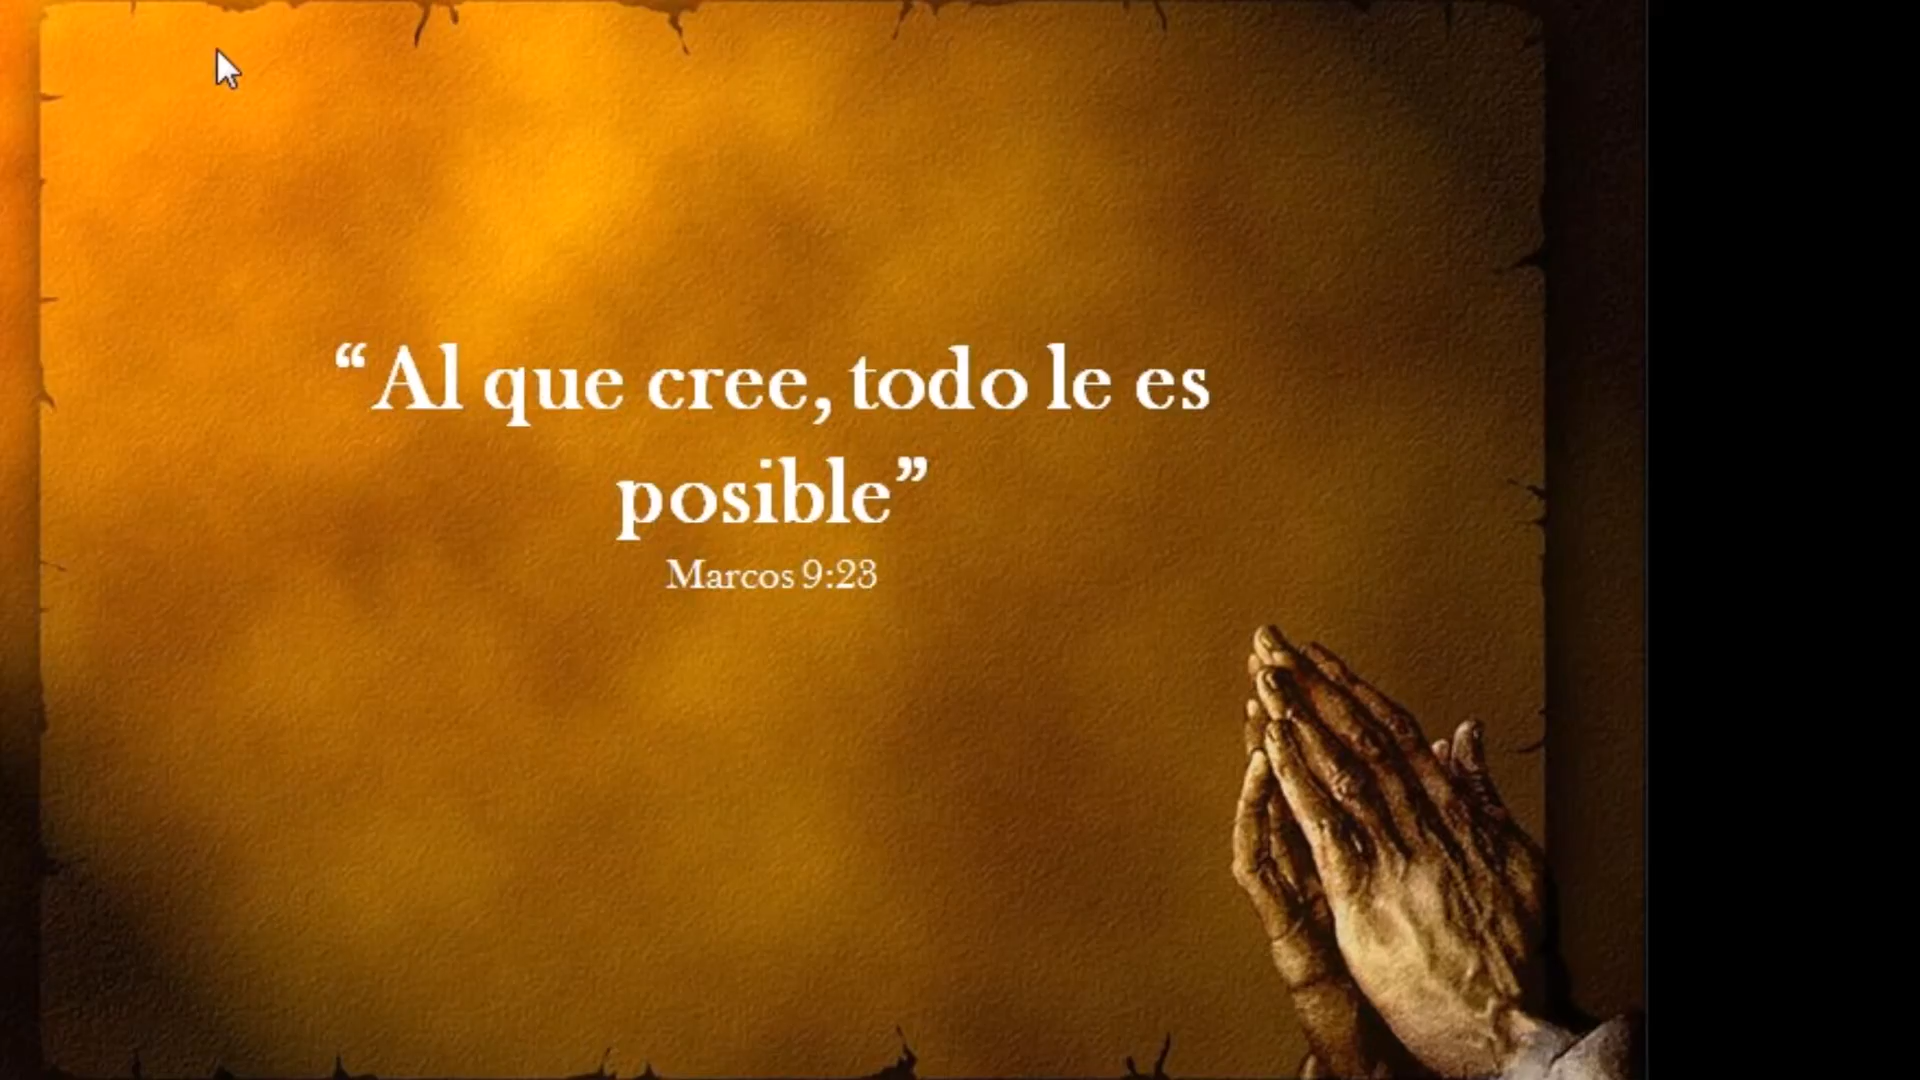 “Al que cree, todo le es
posible”
Marcos 9:23